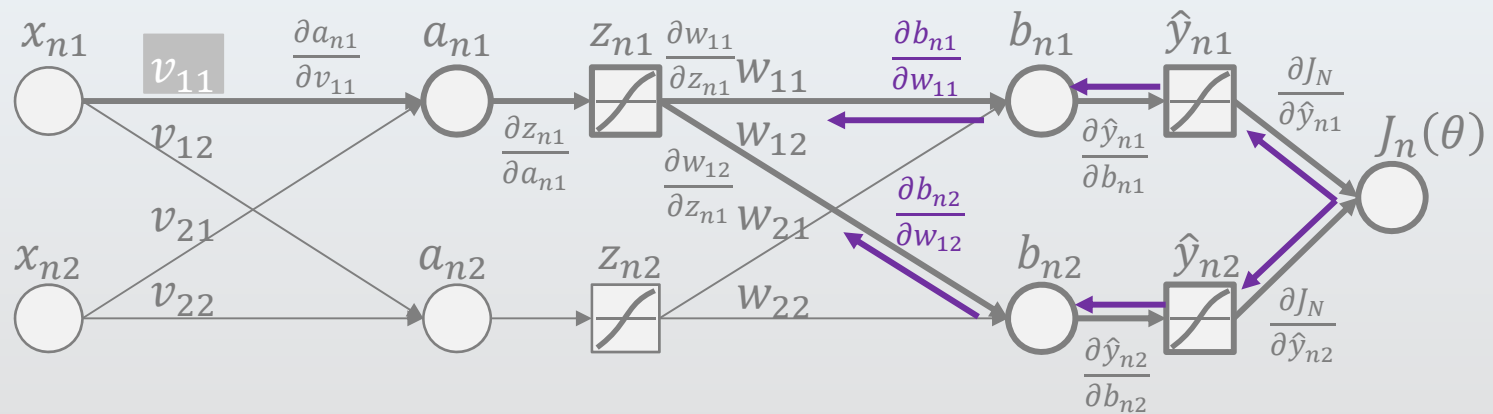 x_{n1} v_{11} ∂a_{n1}/∂v_{11} a_{n1} z_{n1} ∂w_{11}/∂z_{n1} w_{11} ∂b_{n1}/∂w_{11} b_{n1} ŷ_{n1} ∂J_N/∂ŷ_{n1}
v_{12} ∂z_{n1}/∂a_{n1} w_{12} ∂ŷ_{n1}/∂b_{n1} J_n(θ)
v_{21} ∂w_{12}/∂z_{n1} w_{21} ∂b_{n2}/∂w_{12}
x_{n2} v_{22} a_{n2} z_{n2} w_{22} b_{n2} ŷ_{n2} ∂J_N/∂ŷ_{n2}
∂ŷ_{n2}/∂b_{n2}